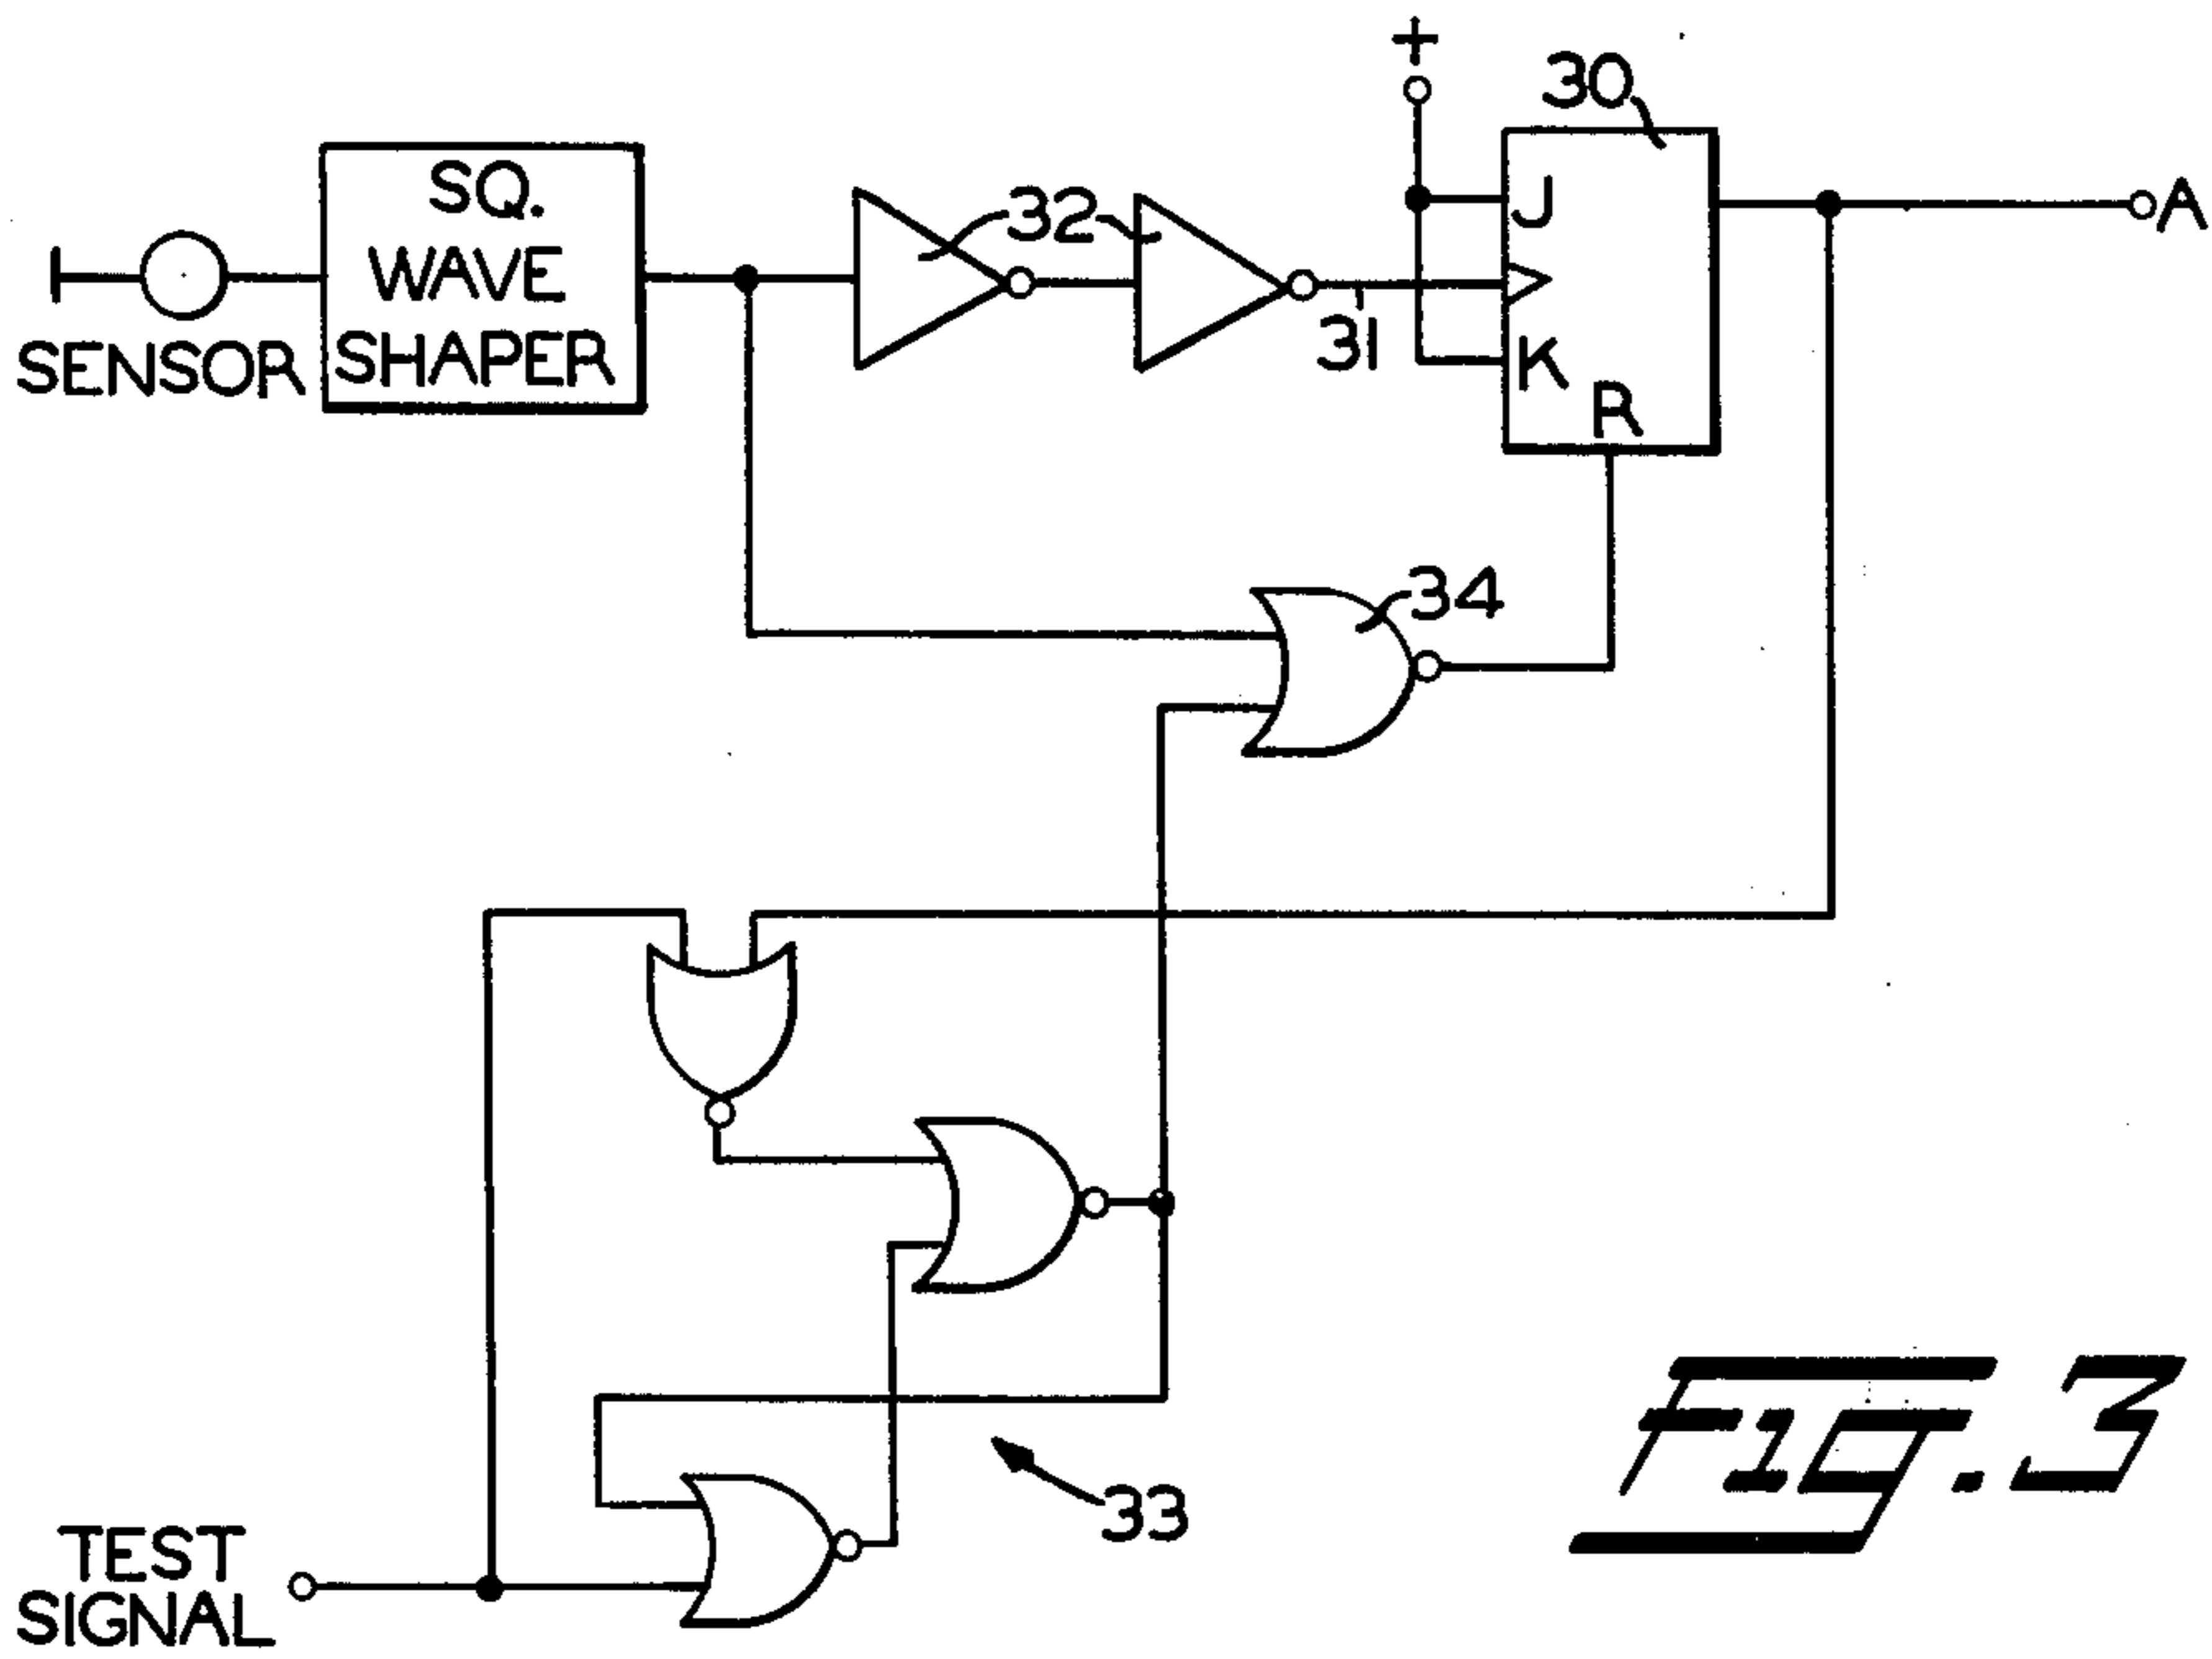 +
30
SQ.
WAVE
SHAPER
SENSOR
32
31
J
K
R
A
34
33
TEST
SIGNAL
Fig. 3